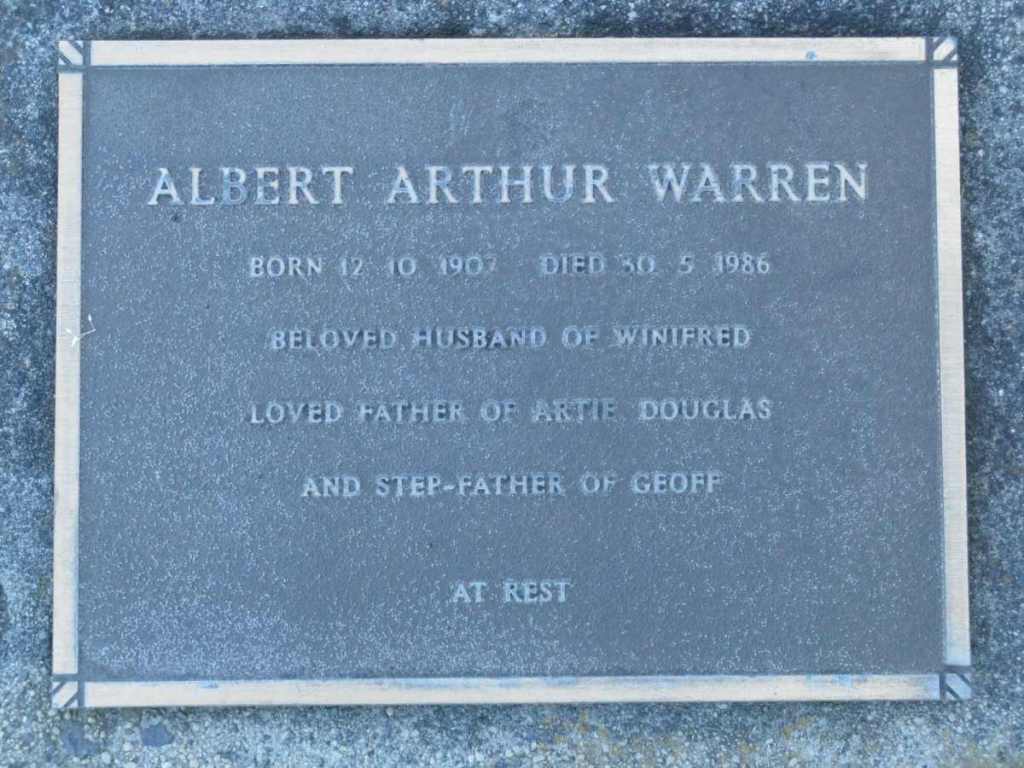 ALBERT ARTHUR WARREN
BORN 12 10 1907 DIED 30 5 1986
BELOVED HUSBAND OF WINIFRED
LOVED FATHER OF ARTIE DOUGLAS
AND STEP-FATHER OF GEOFF
AT REST